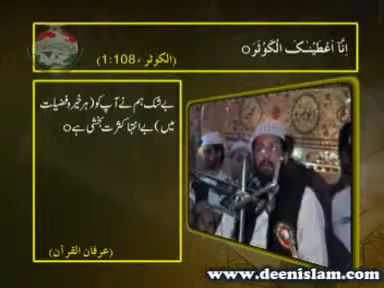 اِنَّاۤ اَعْطَیْنٰكَ الْكَوْثَرَ○
(الکوثر ، 108:1)
بے شک ہم نے آپ کو (ہر خیر و فضیلت
میں) بے انتہا کثرت بخشی ہے○
(عرفان القرآن)
www.deenislam.com